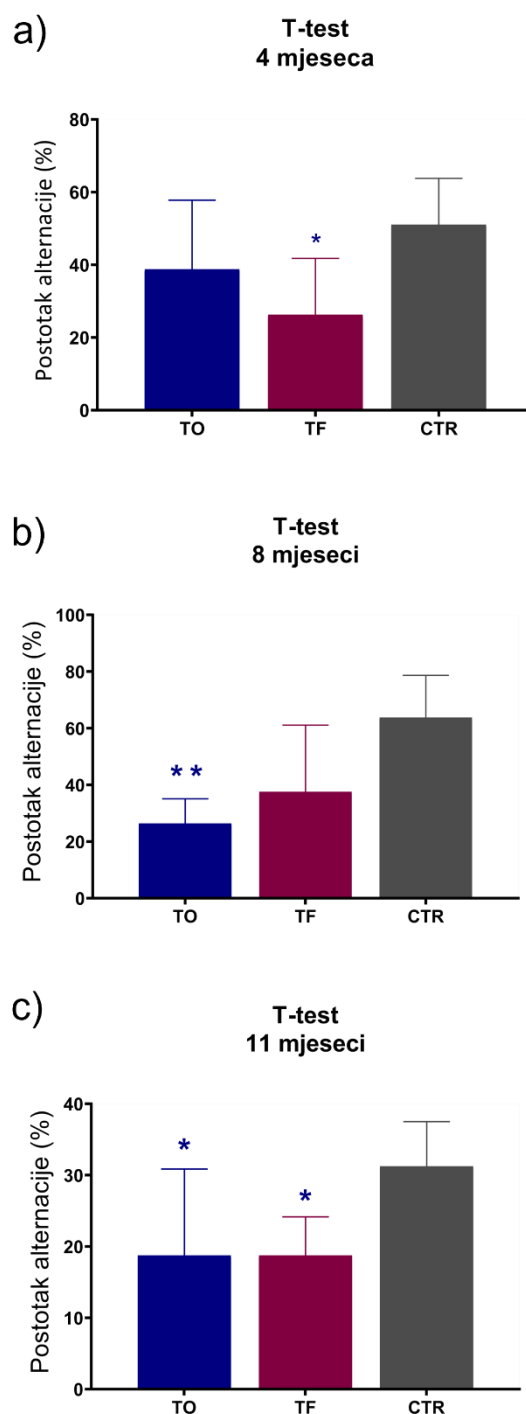 a)
T-test
4 mjeseca
Postotak alternacije (%)
80
60
40
20
0
*
TO TF CTR
b)
T-test
8 mjeseci
Postotak alternacije (%)
100
80
60
40
20
0
* *
TO TF CTR
c)
T-test
11 mjeseci
Postotak alternacije (%)
40
30
20
10
0
*
*
TO TF CTR